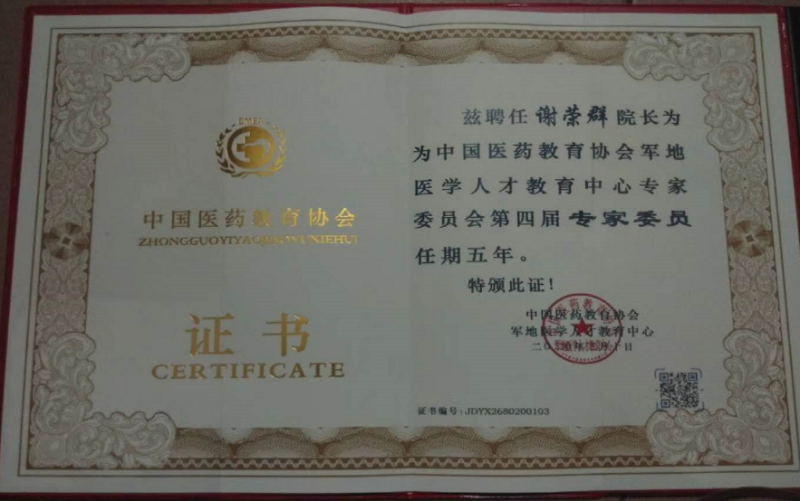 中国医药教育协会
ZHONGGUOYIYAOJIAOYUXIEHUI
证书
CERTIFICATE
兹聘任 谢荣群 院长为
为中国医药教育协会军地
医学人才教育中心专家
委员会第四届 专家委员
任期五年。
特颁此证!
中国医药教育协会
军地医学人才教育中心
证书编号:JDYX2680200103